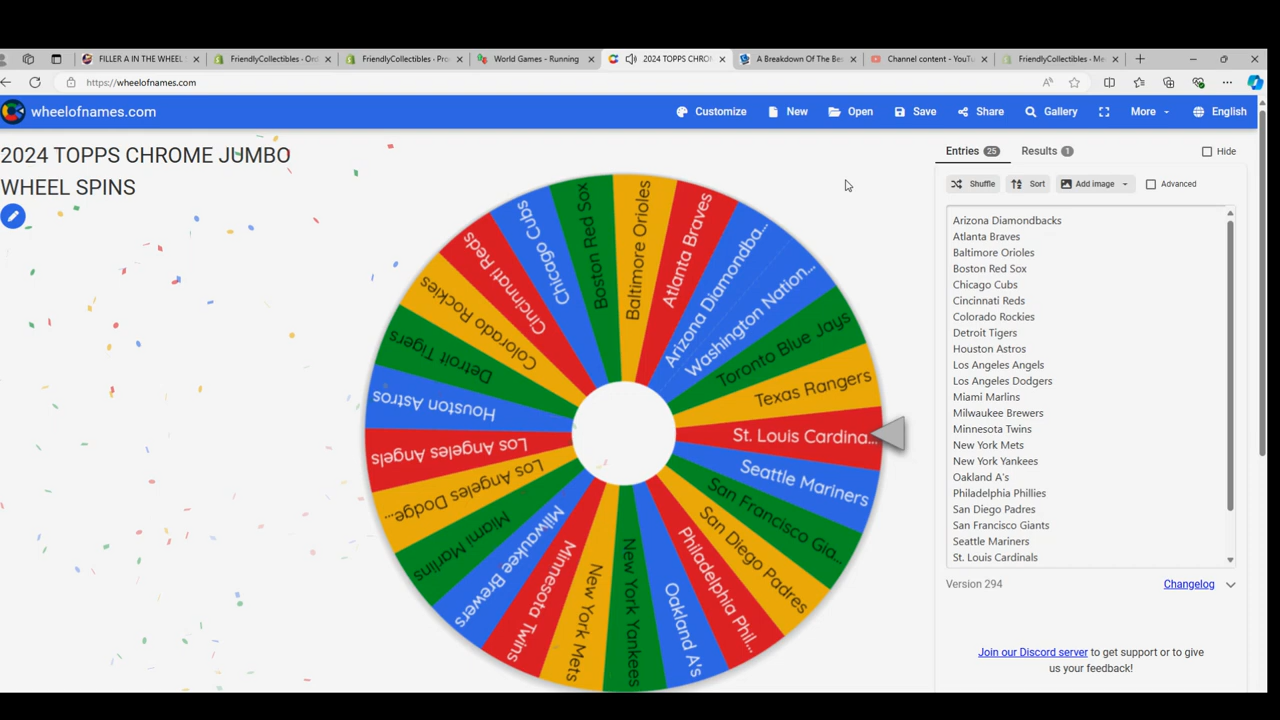 FILLER A IN THE WHEEL
FriendlyCollectibles - On
FriendlyCollectibles - Pro
World Games - Running
2024 TOPPS CHROM
A Breakdown Of The Be
Channel content - YouTu
FriendlyCollectibles - Me
https://wheelofnames.com
wheelofnames.com
Customize
New
Open
Save
Share
Gallery
More
English
2024 TOPPS CHROME JUMBO
WHEEL SPINS
Entries 25
Results 1
Hide
Shuffle
Sort
Add image
Advanced
Arizona Diamondbacks
Atlanta Braves
Baltimore Orioles
Boston Red Sox
Chicago Cubs
Cincinnati Reds
Colorado Rockies
Detroit Tigers
Houston Astros
Los Angeles Angels
Los Angeles Dodgers
Miami Marlins
Milwaukee Brewers
Minnesota Twins
New York Mets
New York Yankees
Oakland A's
Philadelphia Phillies
San Diego Padres
San Francisco Giants
Seattle Mariners
St. Louis Cardinals
Version 294
Changelog
Join our Discord server to get support or to give
us your feedback!
Arizona Diamondba...
Washington Nation...
Toronto Blue Jays
Texas Rangers
St. Louis Cardina...
Seattle Mariners
San Francisco Gia...
San Diego Padres
Philadelphia Phil...
Oakland A's
New York Yankees
New York Mets
Minnesota Twins
Milwaukee Brewers
Miami Marlins
Los Angeles Dodge...
Los Angeles Angels
Houston Astros
Detroit Tigers
Colorado Rockies
Cincinnati Reds
Chicago Cubs
Boston Red Sox
Baltimore Orioles
Atlanta Braves